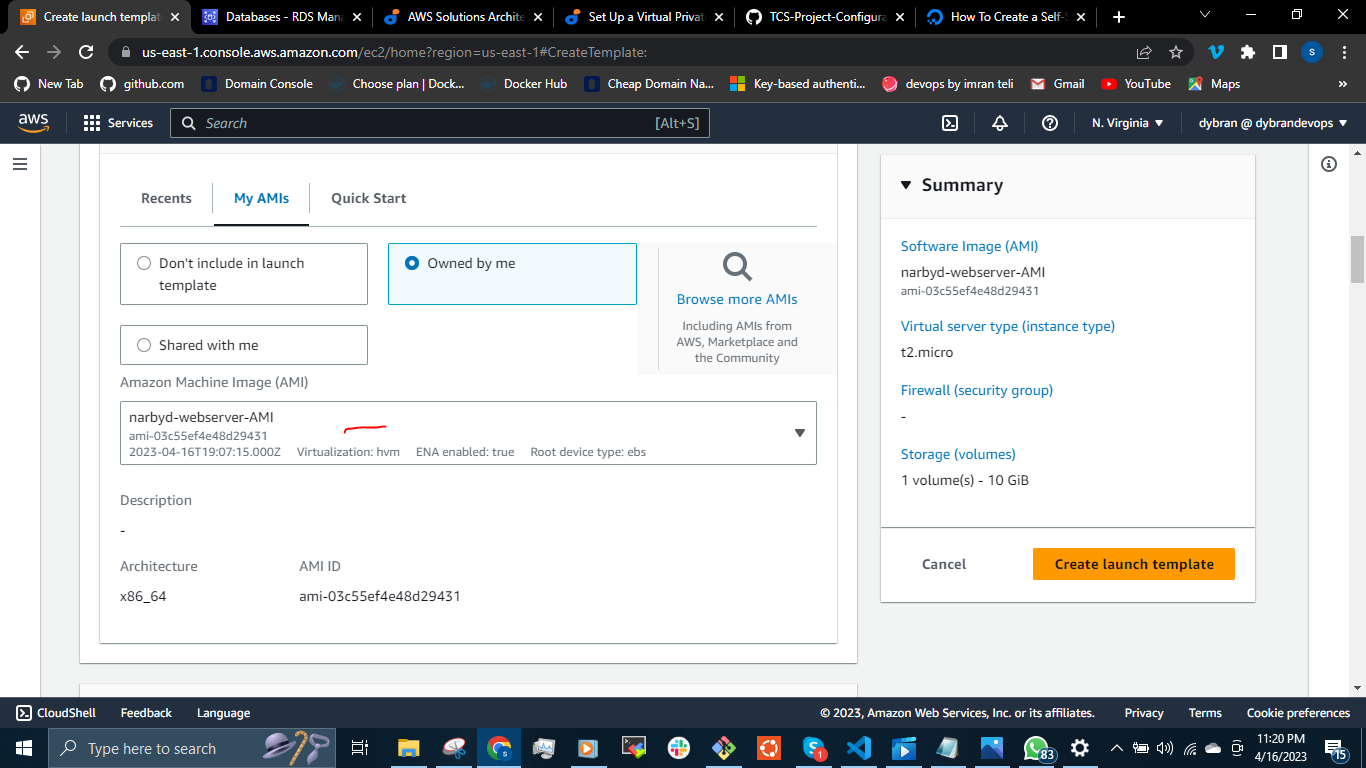 Create launch templat
Databases - RDS Mana
AWS Solutions Archite
Set Up a Virtual Privat
TCS-Project-Configura
How To Create a Self-S
us-east-1.console.aws.amazon.com/ec2/home?region=us-east-1#CreateTemplate:
S
New Tab
github.com
Domain Console
Choose plan | Dock...
Docker Hub
Cheap Domain Na...
Key-based authenti...
devops by imran teli
Gmail
YouTube
Maps
»
aws
Services
Search
[Alt+S]
N. Virginia
dybran @ dybrandevops
Recents
My AMIs
Quick Start
Don't include in launch
template
Owned by me
Shared with me
Browse more AMIs
Including AMIs from
AWS, Marketplace and
the Community
Amazon Machine Image (AMI)
narbyd-webserver-AMI
ami-03c55ef4e48d29431
2023-04-16T19:07:15.000Z Virtualization: hvm ENA enabled: true Root device type: ebs
Description
-
Architecture
AMI ID
x86_64
ami-03c55ef4e48d29431
Summary
Software Image (AMI)
narbyd-webserver-AMI
ami-03c55ef4e48d29431
Virtual server type (instance type)
t2.micro
Firewall (security group)
-
Storage (volumes)
1 volume(s) - 10 GiB
Cancel
Create launch template
CloudShell
Feedback
Language
© 2023, Amazon Web Services, Inc. or its affiliates.
Privacy
Terms
Cookie preferences
Type here to search
1
83
11:20 PM
4/16/2023
15